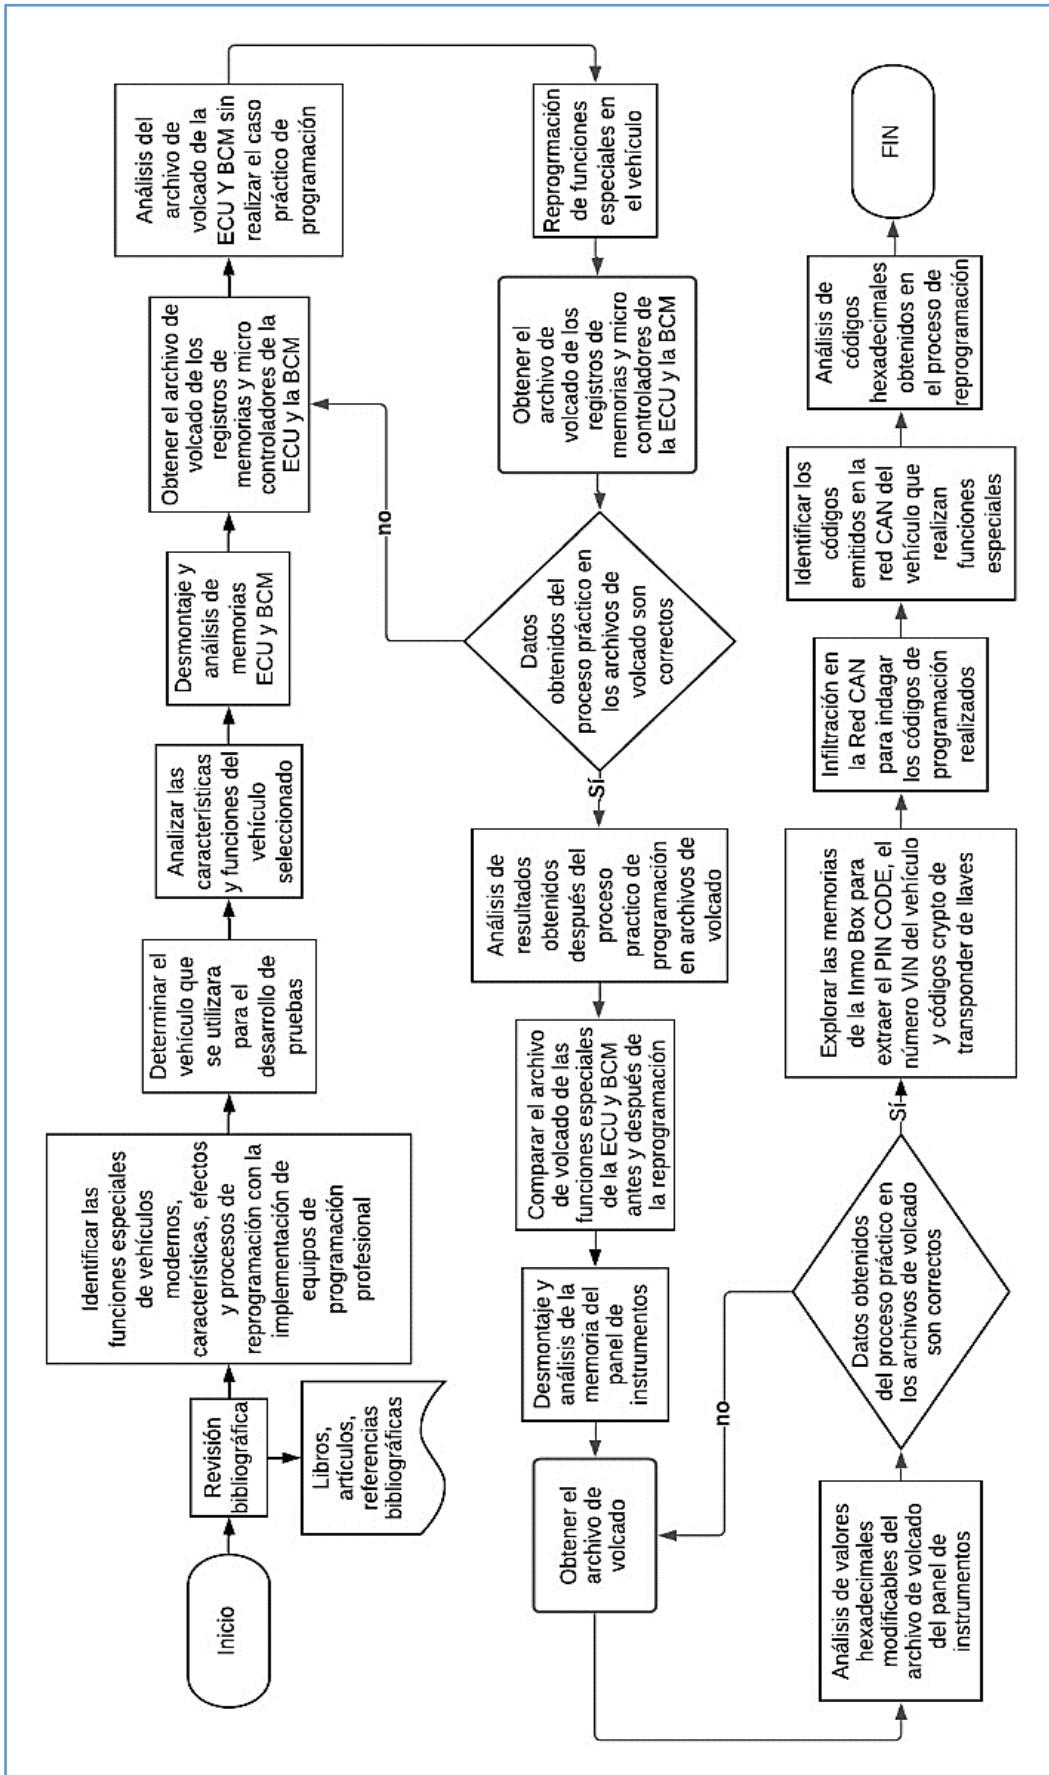 Inicio
Revisión
bibliográfica
Libros,
artículos,
referencias
bibliográficas
Identificar las
funciones especiales
de vehículos
modernos,
características, efectos
y procesos de
reprogramación con la
implementación de
equipos de
programación
profesional
Determinar el
vehículo que
se utilizara
para el
desarrollo de
pruebas
Analizar las
características
y funciones del
vehículo
seleccionado
Desmontaje y
análisis de
memorias
ECU y BCM
Obtener el archivo de
volcado de los
registros de
memorias y micro
controladores de la
ECU y la BCM
Análisis del
archivo de
volcado de la
ECU Y BCM sin
realizar el caso
práctico de
programación
Reprogrmación
de funciones
especiales en
el vehículo
Obtener el
archivo de
volcado de los
registros de
memorias y micro
controladores de
la ECU y la BCM
Datos
obtenidos del
proceso práctico en
los archivos de
volcado son
correctos
no
Sí
Análisis de
resultados
obtenidos
después del
proceso
practico de
programación
en archivos de
volcado
Comparar el archivo
de volcado de las
funciones especiales
de la ECU y BCM
antes y después de
la reprogramación
Desmontaje y
análisis de la
memoria del
panel de
instrumentos
Obtener el
archivo de
volcado
Análisis de valores
hexadecimales
modificables del
archivo de volcado
del panel de
instrumentos
Datos obtenidos
del proceso práctico en
los archivos de volcado
son correctos
no
Sí
Explorar las memorias
de la Inmo Box para
extraer el PIN CODE, el
número VIN del vehículo
y códigos crypto de
transponder de llaves
Infiltración en
la Red CAN
para indagar
los códigos de
programación
realizados
Identificar los
códigos
emitidos en la
red CAN del
vehículo que
realizan
funciones
especiales
Análisis de
códigos
hexadecimales
obtenidos en
el proceso de
reprogramación
FIN